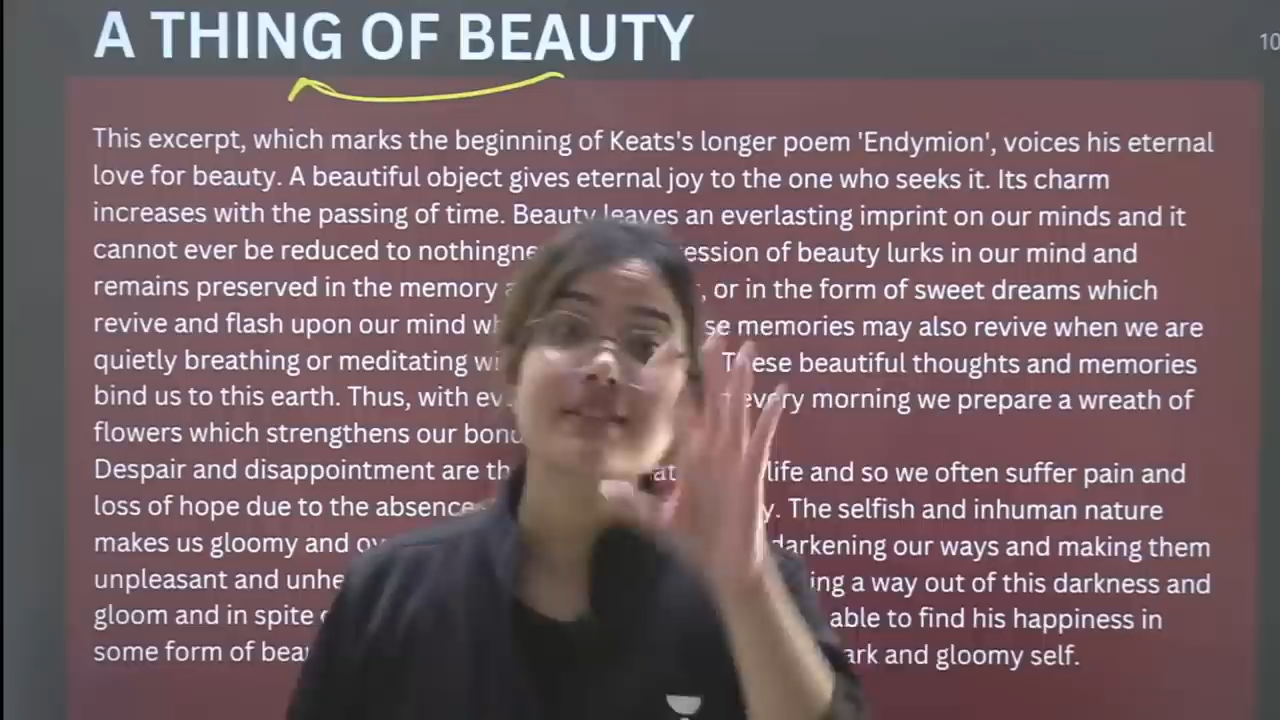 A THING OF BEAUTY
10
This excerpt, which marks the beginning of Keats's longer poem 'Endymion', voices his eternal
love for beauty. A beautiful object gives eternal joy to the one who seeks it. Its charm
increases with the passing of time. Beauty leaves an everlasting imprint on our minds and it
cannot ever be reduced to of beauty lurks in our mind and
remains preserved in the memory , or in the form of sweet dreams which
revive and flash upon our mind memories may also revive when we are
quietly breathing or meditating These beautiful thoughts and memories
bind us to this earth. Thus, with every morning we prepare a wreath of
flowers which strengthens our
Despair and disappointment are life and so we often suffer pain and
loss of hope due to the absence The selfish and inhuman nature
makes us gloomy and darkening our ways and making them
unpleasant and a way out of this darkness and
gloom and in spite able to find his happiness in
some form of and gloomy self.